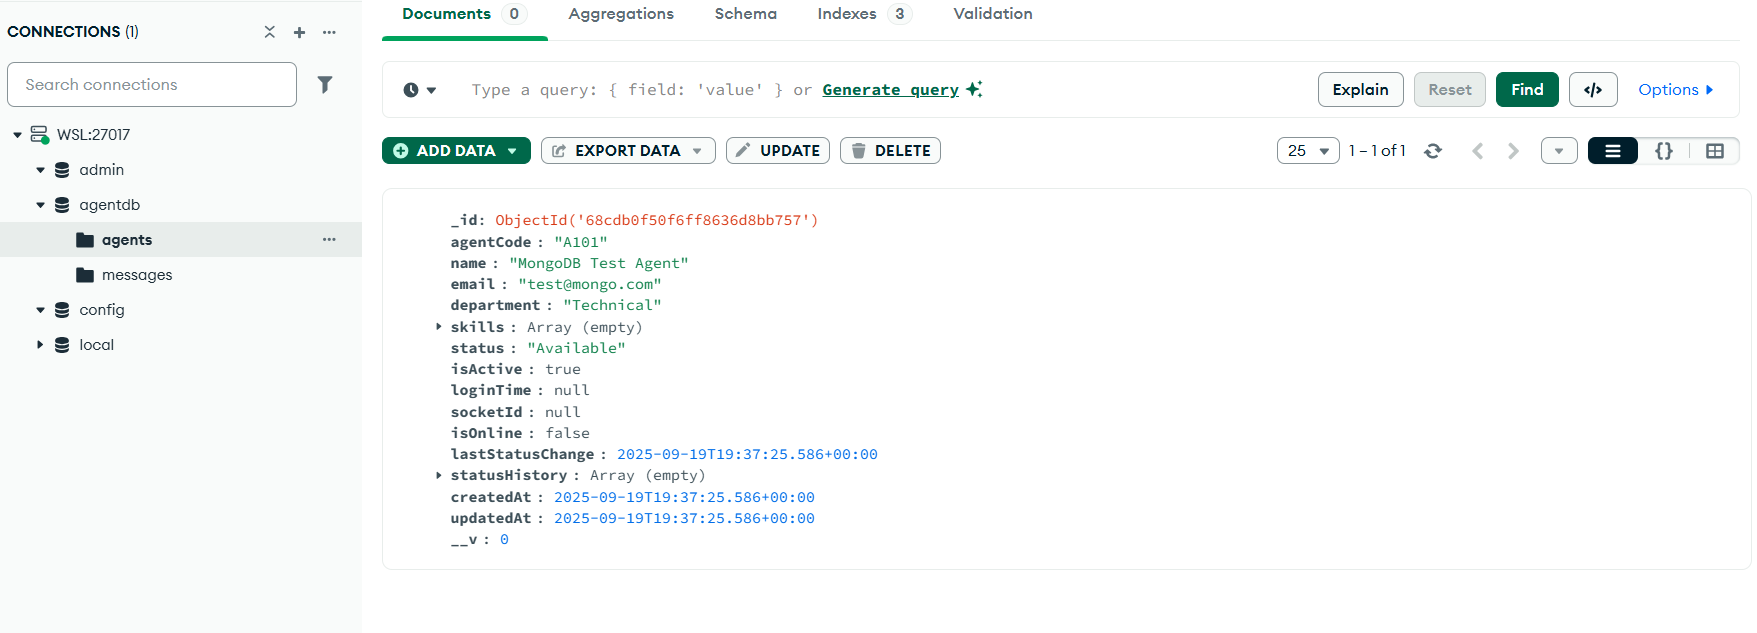 CONNECTIONS (1)
Search connections
WSL:27017
admin
agentdb
agents
messages
config
local
Documents 0 Aggregations Schema Indexes 3 Validation
Type a query: { field: 'value' } or Generate query
Explain Reset Find </> Options
ADD DATA EXPORT DATA UPDATE DELETE
25 1 – 1 of 1 {}
_id: ObjectId('68cdb0f50f6ff8636d8bb757')
agentCode : "A101"
name : "MongoDB Test Agent"
email : "test@mongo.com"
department : "Technical"
skills : Array (empty)
status : "Available"
isActive : true
loginTime : null
socketId : null
isOnline : false
lastStatusChange : 2025-09-19T19:37:25.586+00:00
statusHistory : Array (empty)
createdAt : 2025-09-19T19:37:25.586+00:00
updatedAt : 2025-09-19T19:37:25.586+00:00
__v : 0